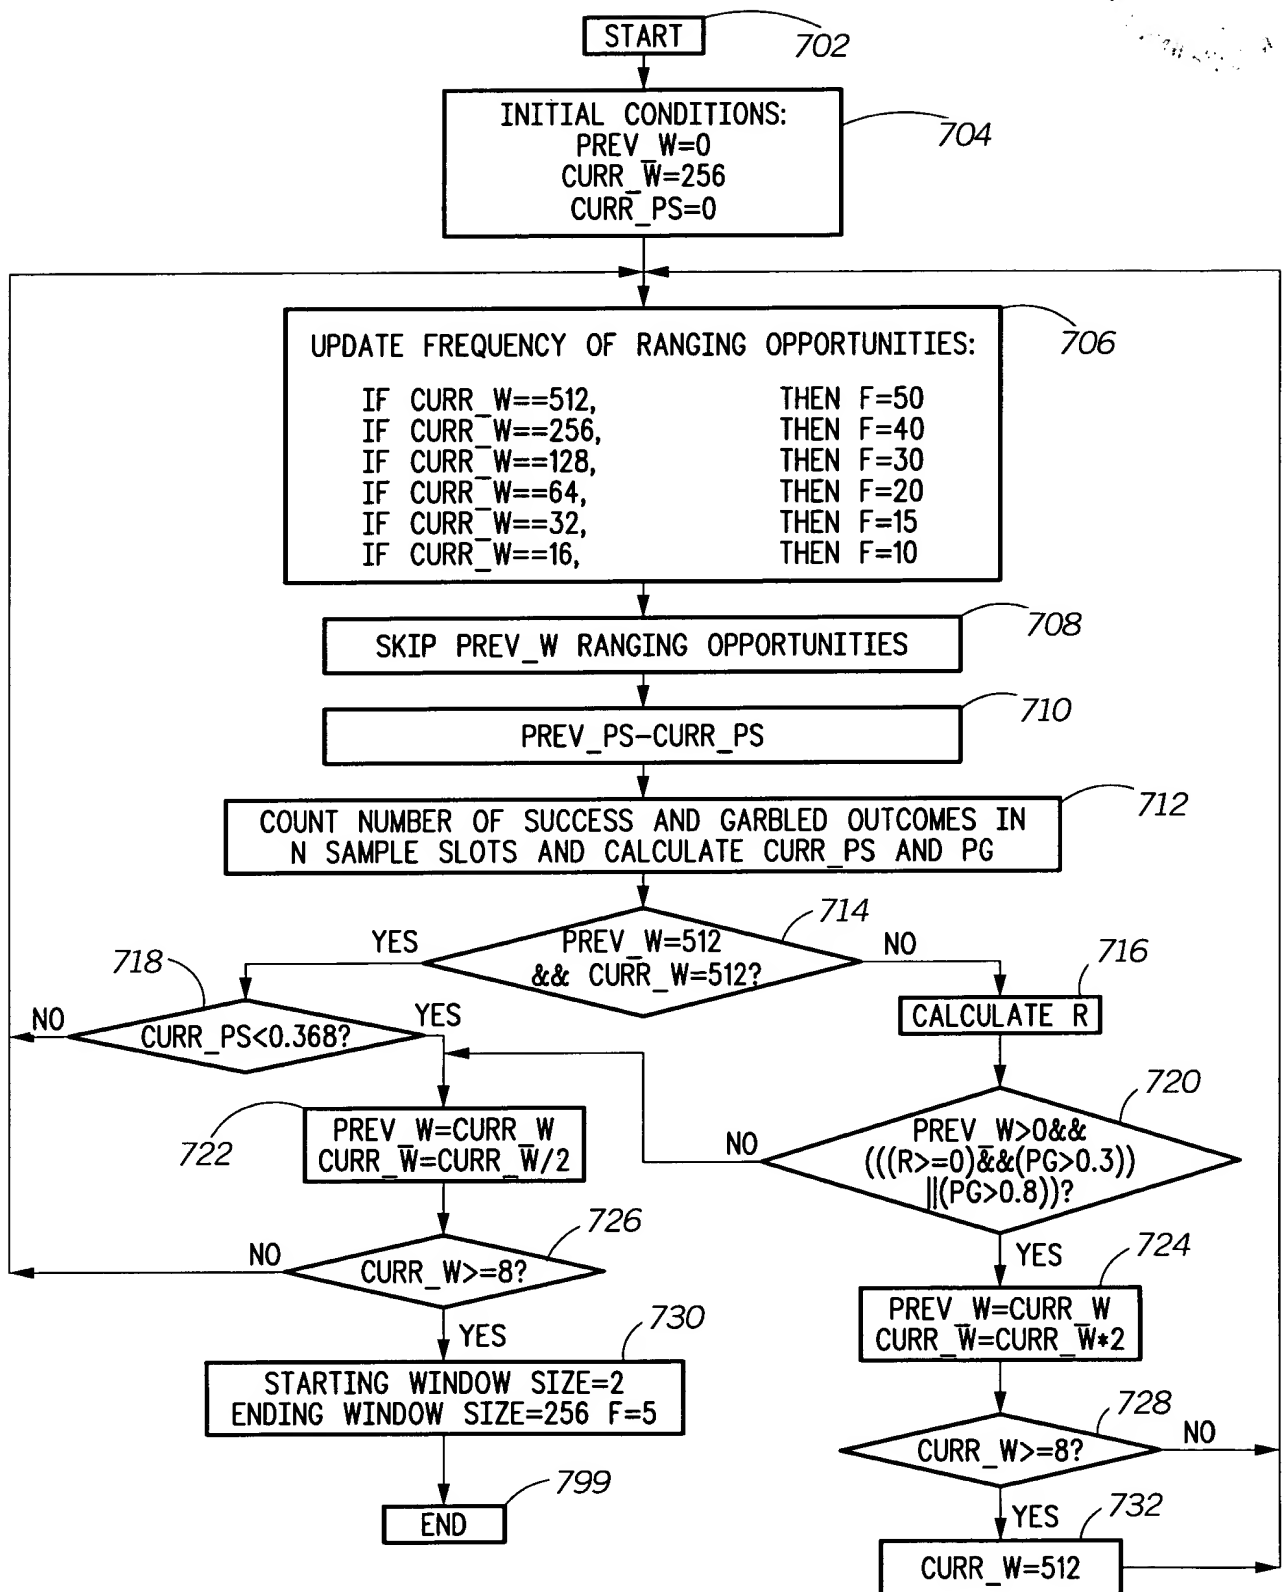 START
702
INITIAL CONDITIONS:
PREV_W=0
CURR_W=256
CURR_PS=0
704
UPDATE FREQUENCY OF RANGING OPPORTUNITIES:
IF CURR_W==512, THEN F=50
IF CURR_W==256, THEN F=40
IF CURR_W==128, THEN F=30
IF CURR_W==64, THEN F=20
IF CURR_W==32, THEN F=15
IF CURR_W==16, THEN F=10
706
SKIP PREV_W RANGING OPPORTUNITIES
708
PREV_PS-CURR_PS
710
COUNT NUMBER OF SUCCESS AND GARBLED OUTCOMES IN
N SAMPLE SLOTS AND CALCULATE CURR_PS AND PG
712
PREV_W=512
&& CURR_W=512?
714
YES
NO
718
CURR_PS<0.368?
NO
YES
716
CALCULATE R
720
PREV_W>0&&
(((R>=0)&&(PG>0.3))
||(PG>0.8))?
NO
YES
722
PREV_W=CURR_W
CURR_W=CURR_W/2
724
PREV_W=CURR_W
CURR_W=CURR_W*2
726
CURR_W>=8?
NO
YES
728
CURR_W>=8?
NO
YES
730
STARTING WINDOW SIZE=2
ENDING WINDOW SIZE=256 F=5
732
CURR_W=512
799
END